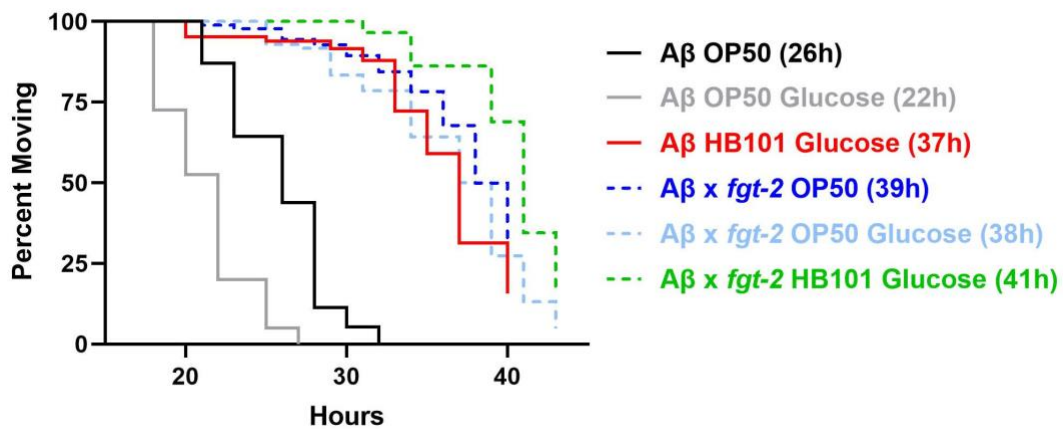 100
75
50
25
0
Percent Moving
20 30 40
Hours
Aβ OP50 (26h)
Aβ OP50 Glucose (22h)
Aβ HB101 Glucose (37h)
Aβ x fgt-2 OP50 (39h)
Aβ x fgt-2 OP50 Glucose (38h)
Aβ x fgt-2 HB101 Glucose (41h)